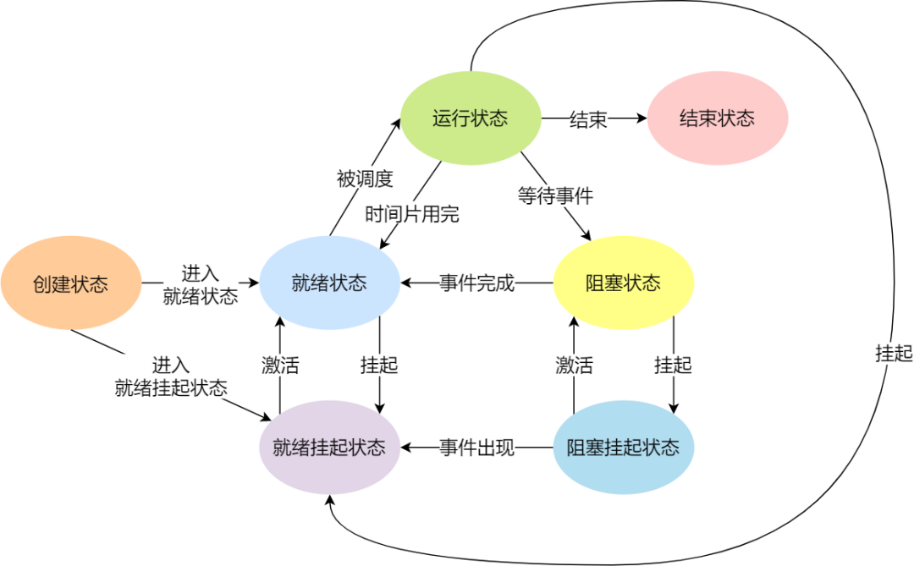 运行状态
结束
结束状态
被调度
等待事件
时间片用完
创建状态
进入
就绪状态
就绪状态
事件完成
阻塞状态
进入
就绪挂起状态
激活
挂起
激活
挂起
挂起
就绪挂起状态
事件出现
阻塞挂起状态